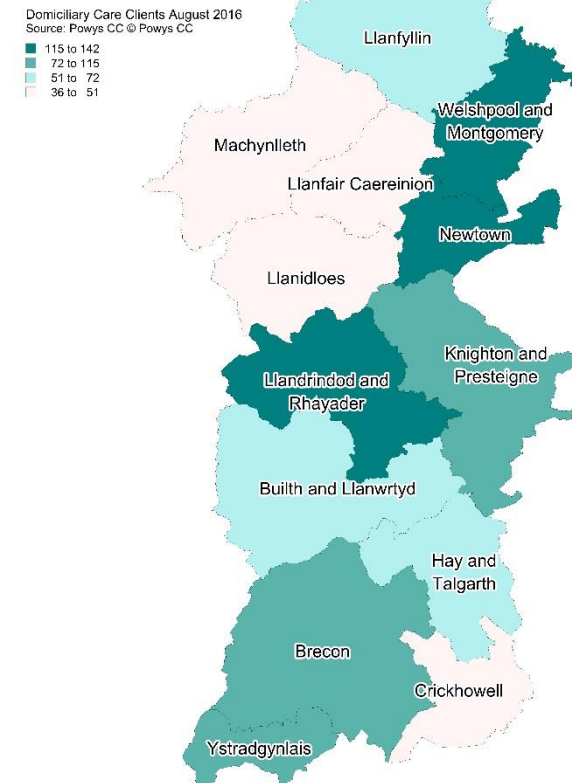 Domiciliary Care Clients August 2016
Source: Powys CC © Powys CC
115 to 142
72 to 115
51 to 72
36 to 51
Llanfyllin
Welshpool and
Montgomery
Machynlleth
Llanfair Caereinion
Newtown
Llanidloes
Knighton and
Presteigne
Llandrindod and
Rhayader
Builth and Llanwrtyd
Hay and
Talgarth
Brecon
Crickhowell
Ystradgynlais